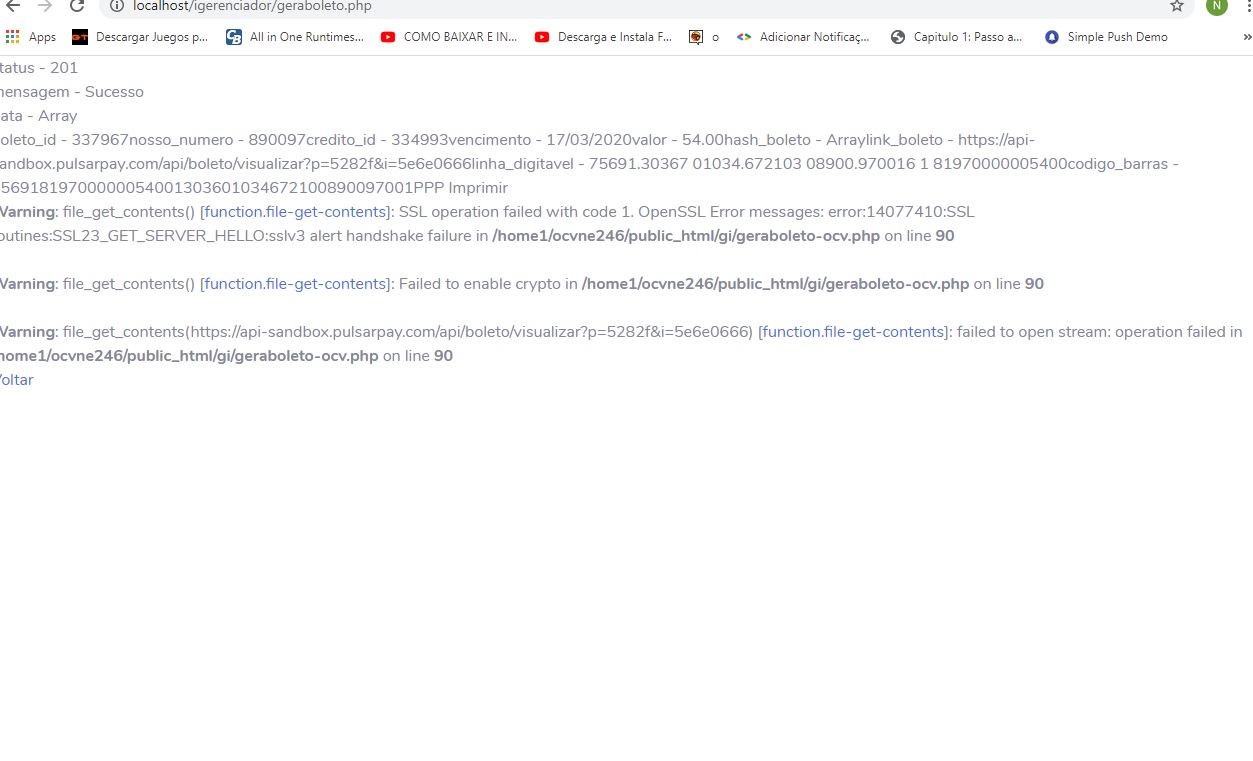 localhost/igerenciador/geraboleto.php
N
Apps Descargar Juegos p... All in One Runtimes... COMO BAIXAR E IN... Descarga e Instala F... o Adicionar Notificaç... Capitulo 1: Passo a... Simple Push Demo »
tatus - 201
nensagem - Sucesso
ata - Array
oleto_id - 337967nosso_numero - 890097credito_id - 334993vencimento - 17/03/2020valor - 54.00hash_boleto - Arraylink_boleto - https://api-
andbox.pulsarpay.com/api/boleto/visualizar?p=5282f&i=5e6e0666linha_digitavel - 75691.30367 01034.672103 08900.970016 1 81970000005400codigo_barras -
5691819700000054001303601034672100890097001PPP Imprimir
Warning: file_get_contents() [function.file-get-contents]: SSL operation failed with code 1. OpenSSL Error messages: error:14077410:SSL
outines:SSL23_GET_SERVER_HELLO:sslv3 alert handshake failure in /home1/ocvne246/public_html/gi/geraboleto-ocv.php on line 90
Warning: file_get_contents() [function.file-get-contents]: Failed to enable crypto in /home1/ocvne246/public_html/gi/geraboleto-ocv.php on line 90
Warning: file_get_contents(https://api-sandbox.pulsarpay.com/api/boleto/visualizar?p=5282f&i=5e6e0666) [function.file-get-contents]: failed to open stream: operation failed in
home1/ocvne246/public_html/gi/geraboleto-ocv.php on line 90
Voltar